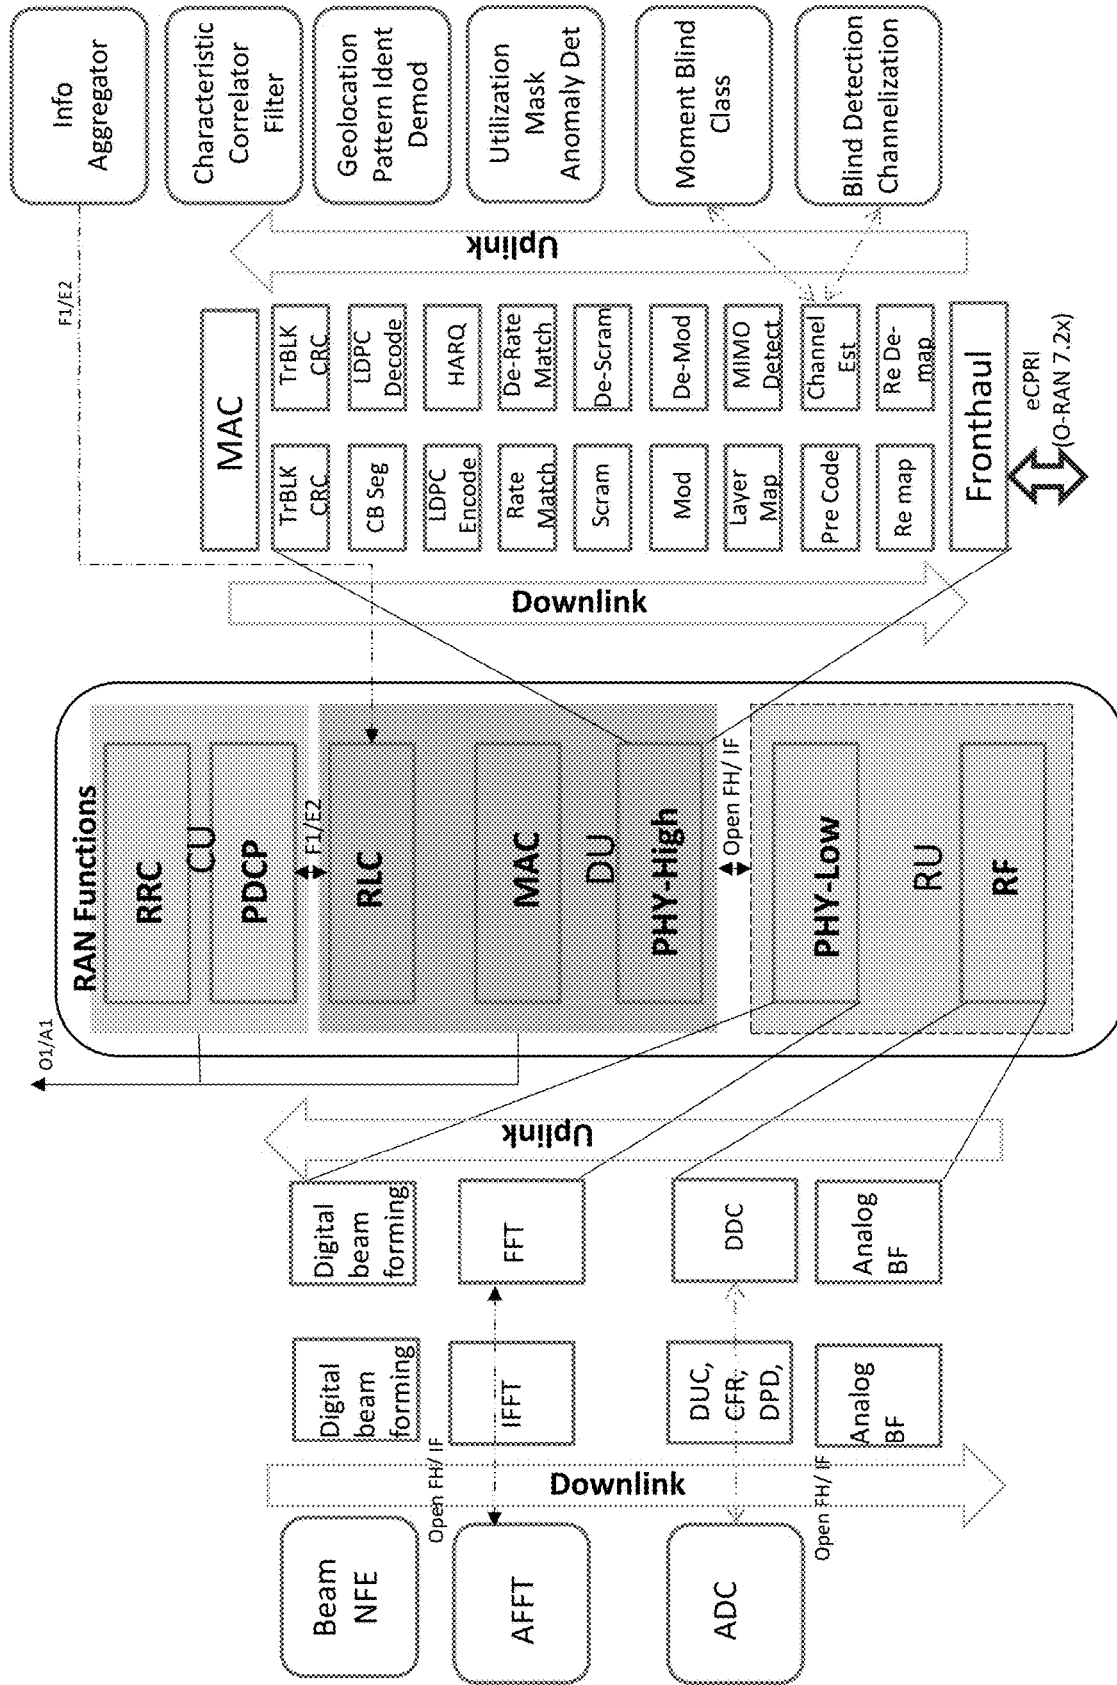 Beam
NFE
AFFT
ADC
Open FH/ IF
Open FH/ IF
Downlink
Digital
beam
forming
IFFT
DUC,
CFR,
DPD,
Analog
BF
Digital
beam
forming
FFT
DDC
Analog
BF
Uplink
O1/A1
RAN Functions
RRC
CU
PDCP
F1/E2
RLC
MAC
DU
PHY-High
Open FH/ IF
PHY-Low
RU
RF
Downlink
MAC
TrBLK
CRC
CB Seg
LDPC
Encode
Rate
Match
Scram
Mod
Layer
Map
Pre Code
Re map
TrBLK
CRC
LDPC
Decode
HARQ
De-Rate
Match
De-Scram
De-Mod
MIMO
Detect
Channel
Est
Re De-
map
Fronthaul
eCPRI
(O-RAN 7.2x)
Uplink
F1/E2
Info
Aggregator
Characteristic
Correlator
Filter
Geolocation
Pattern Ident
Demod
Utilization
Mask
Anomaly Det
Moment Blind
Class
Blind Detection
Channelization